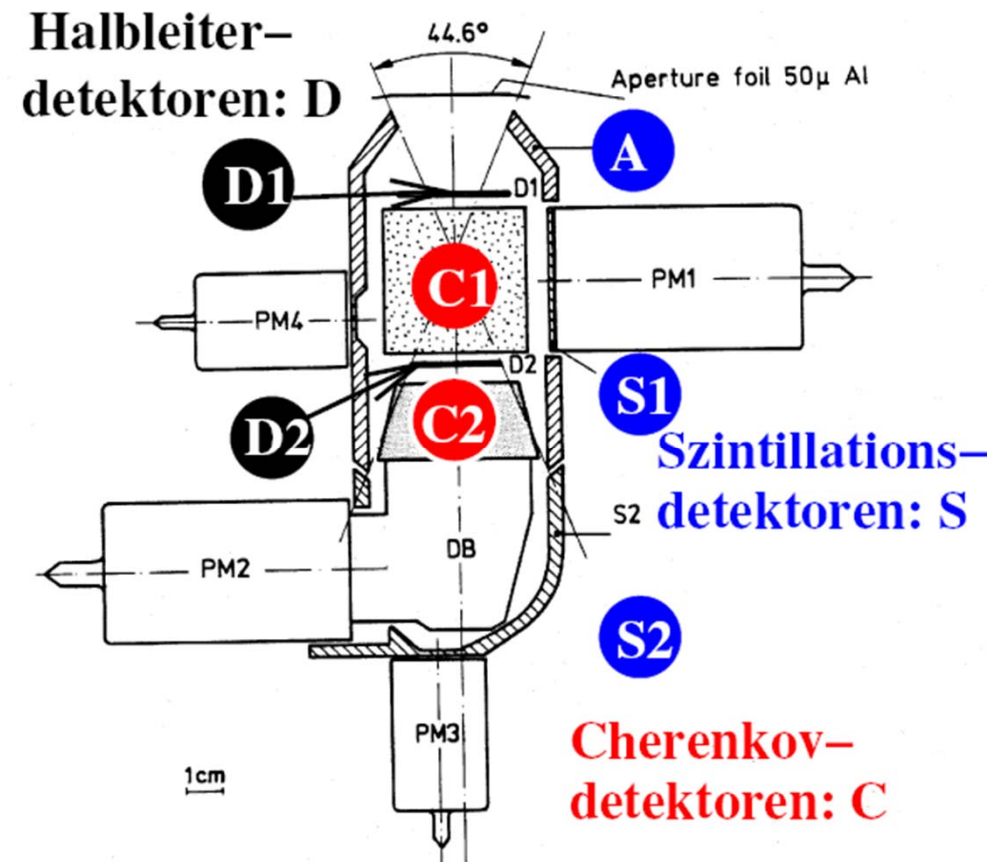 Halbleiter–
detektoren: D
44.6°
Aperture foil 50µ Al
A
D1
D1
C1
PM1
PM4
D2
S1
D2
C2
Szintillations–
detektoren: S
S2
DB
PM2
S2
PM3
Cherenkov–
detektoren: C
1cm